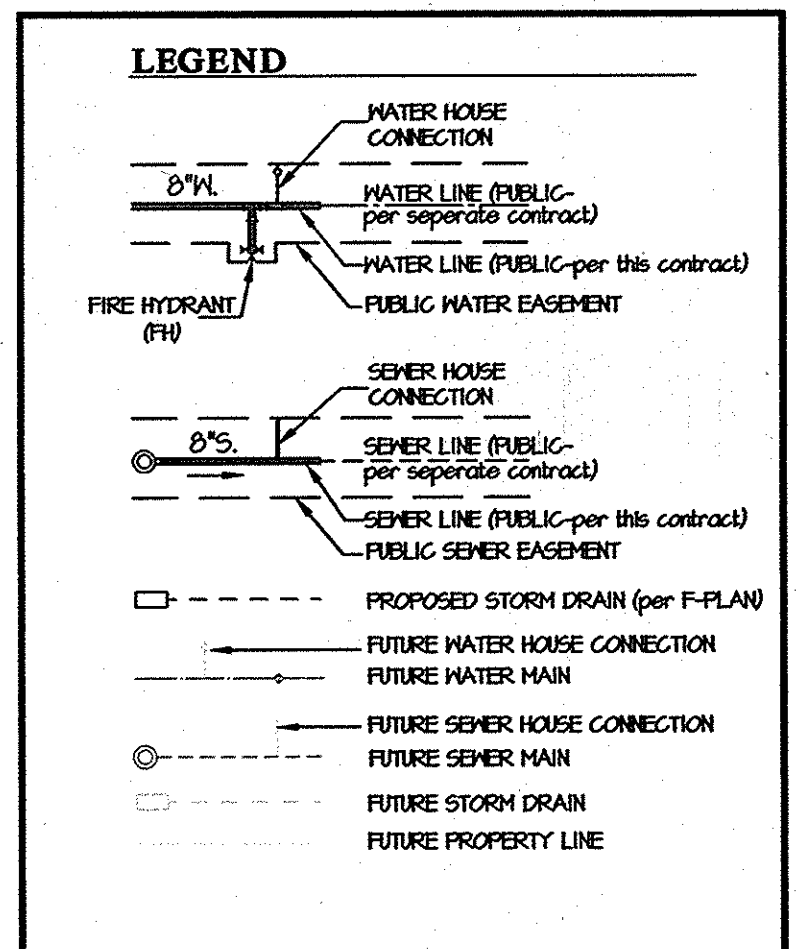 LEGEND
WATER HOUSE
CONNECTION
8"W.
WATER LINE (PUBLIC-
per seperate contract)
WATER LINE (PUBLIC-per this contract)
FIRE HYDRANT
(FH)
PUBLIC WATER EASEMENT
SEWER HOUSE
CONNECTION
8"S.
SEWER LINE (PUBLIC-
per seperate contract)
SEWER LINE (PUBLIC-per this contract)
PUBLIC SEWER EASEMENT
PROPOSED STORM DRAIN (per F-PLAN)
FUTURE WATER HOUSE CONNECTION
FUTURE WATER MAIN
FUTURE SEWER HOUSE CONNECTION
FUTURE SEWER MAIN
FUTURE STORM DRAIN
FUTURE PROPERTY LINE